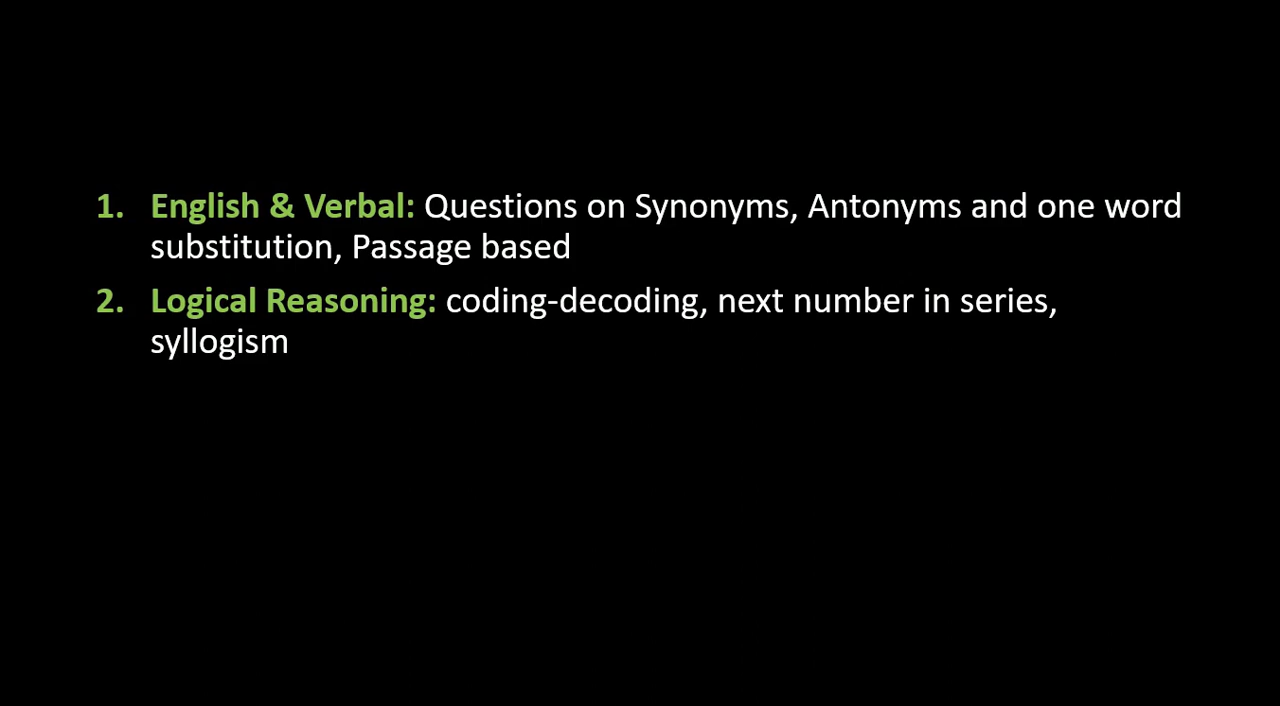 1. English & Verbal: Questions on Synonyms, Antonyms and one word
substitution, Passage based
2. Logical Reasoning: coding-decoding, next number in series,
syllogism